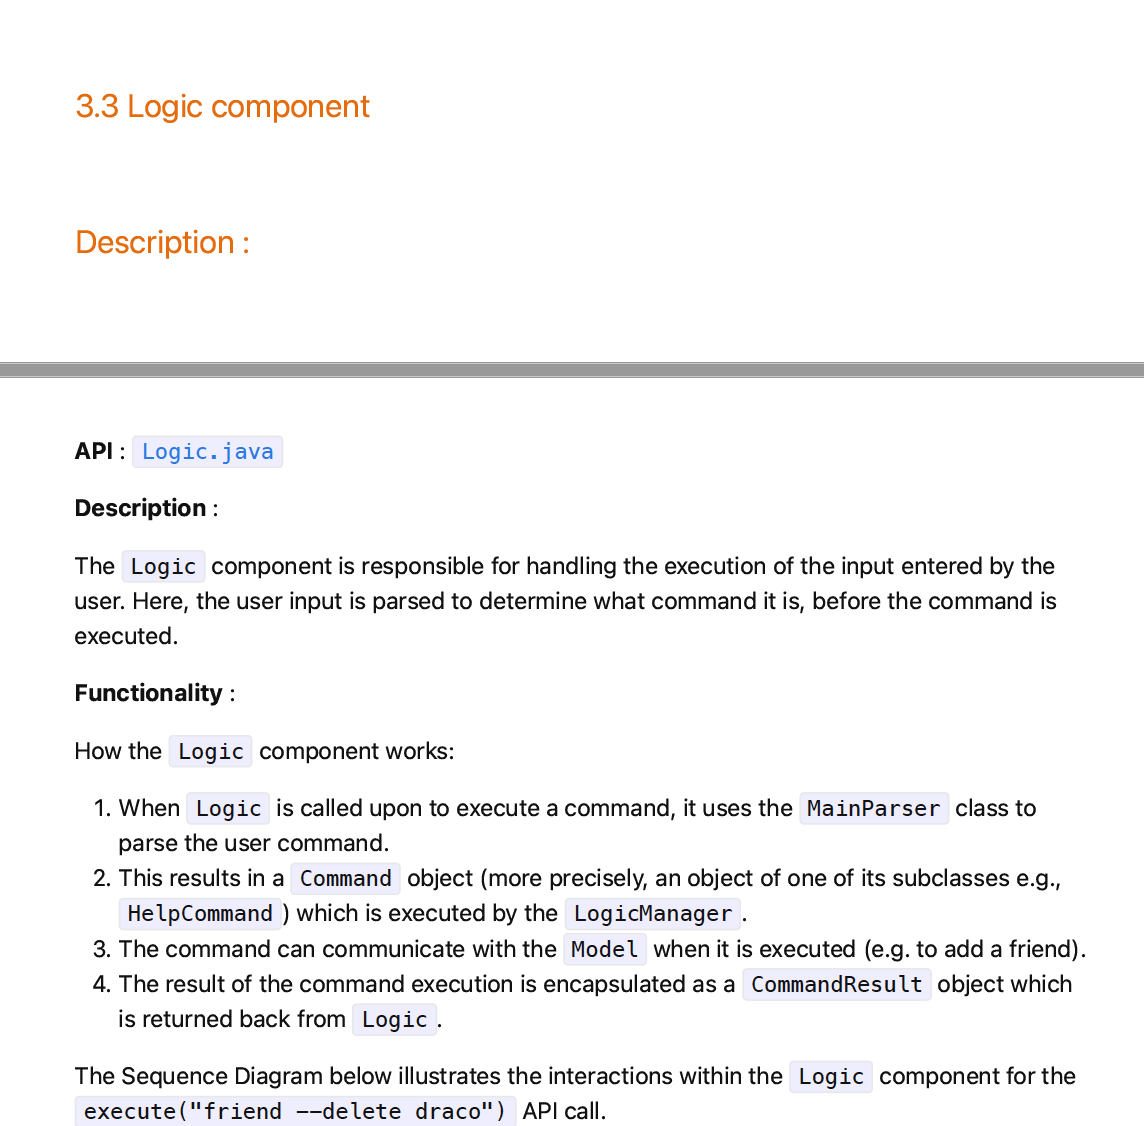 3.3 Logic component
Description :
API : Logic.java
Description :
The Logic component is responsible for handling the execution of the input entered by the
user. Here, the user input is parsed to determine what command it is, before the command is
executed.
Functionality :
How the Logic component works:
1. When Logic is called upon to execute a command, it uses the MainParser class to
parse the user command.
2. This results in a Command object (more precisely, an object of one of its subclasses e.g.,
HelpCommand ) which is executed by the LogicManager .
3. The command can communicate with the Model when it is executed (e.g. to add a friend).
4. The result of the command execution is encapsulated as a CommandResult object which
is returned back from Logic .
The Sequence Diagram below illustrates the interactions within the Logic component for the
execute("friend --delete draco") API call.